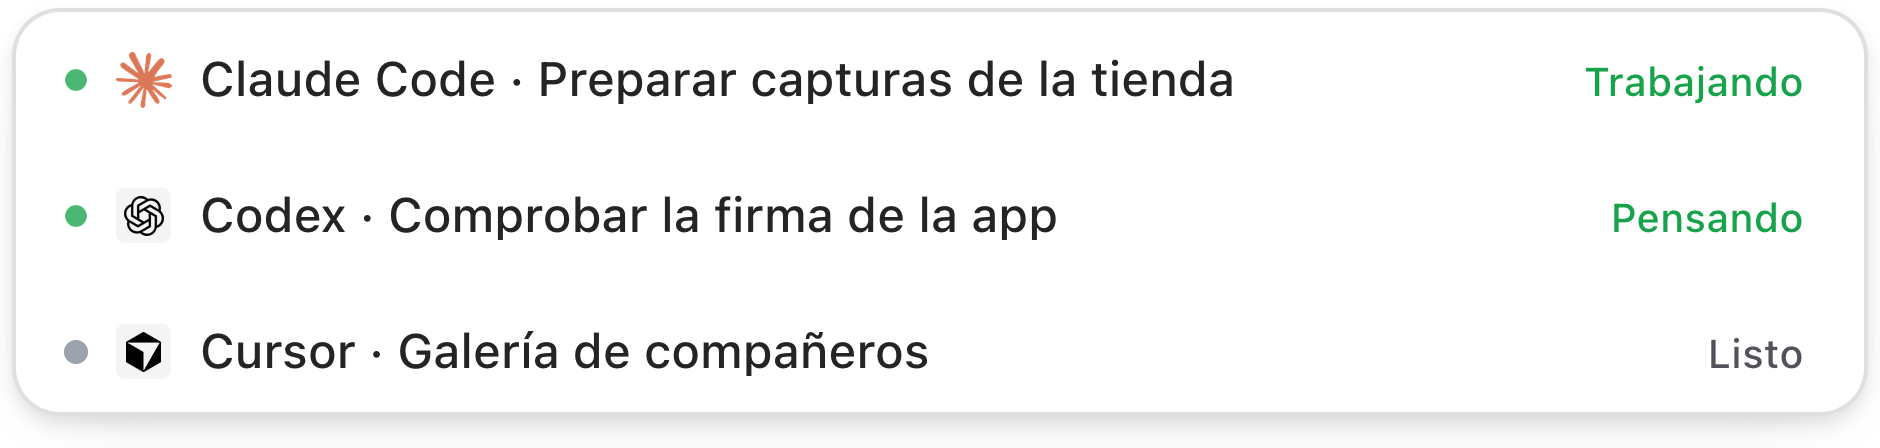 Claude Code · Preparar capturas de la tienda Trabajando
Codex · Comprobar la firma de la app Pensando
Cursor · Galería de compañeros Listo